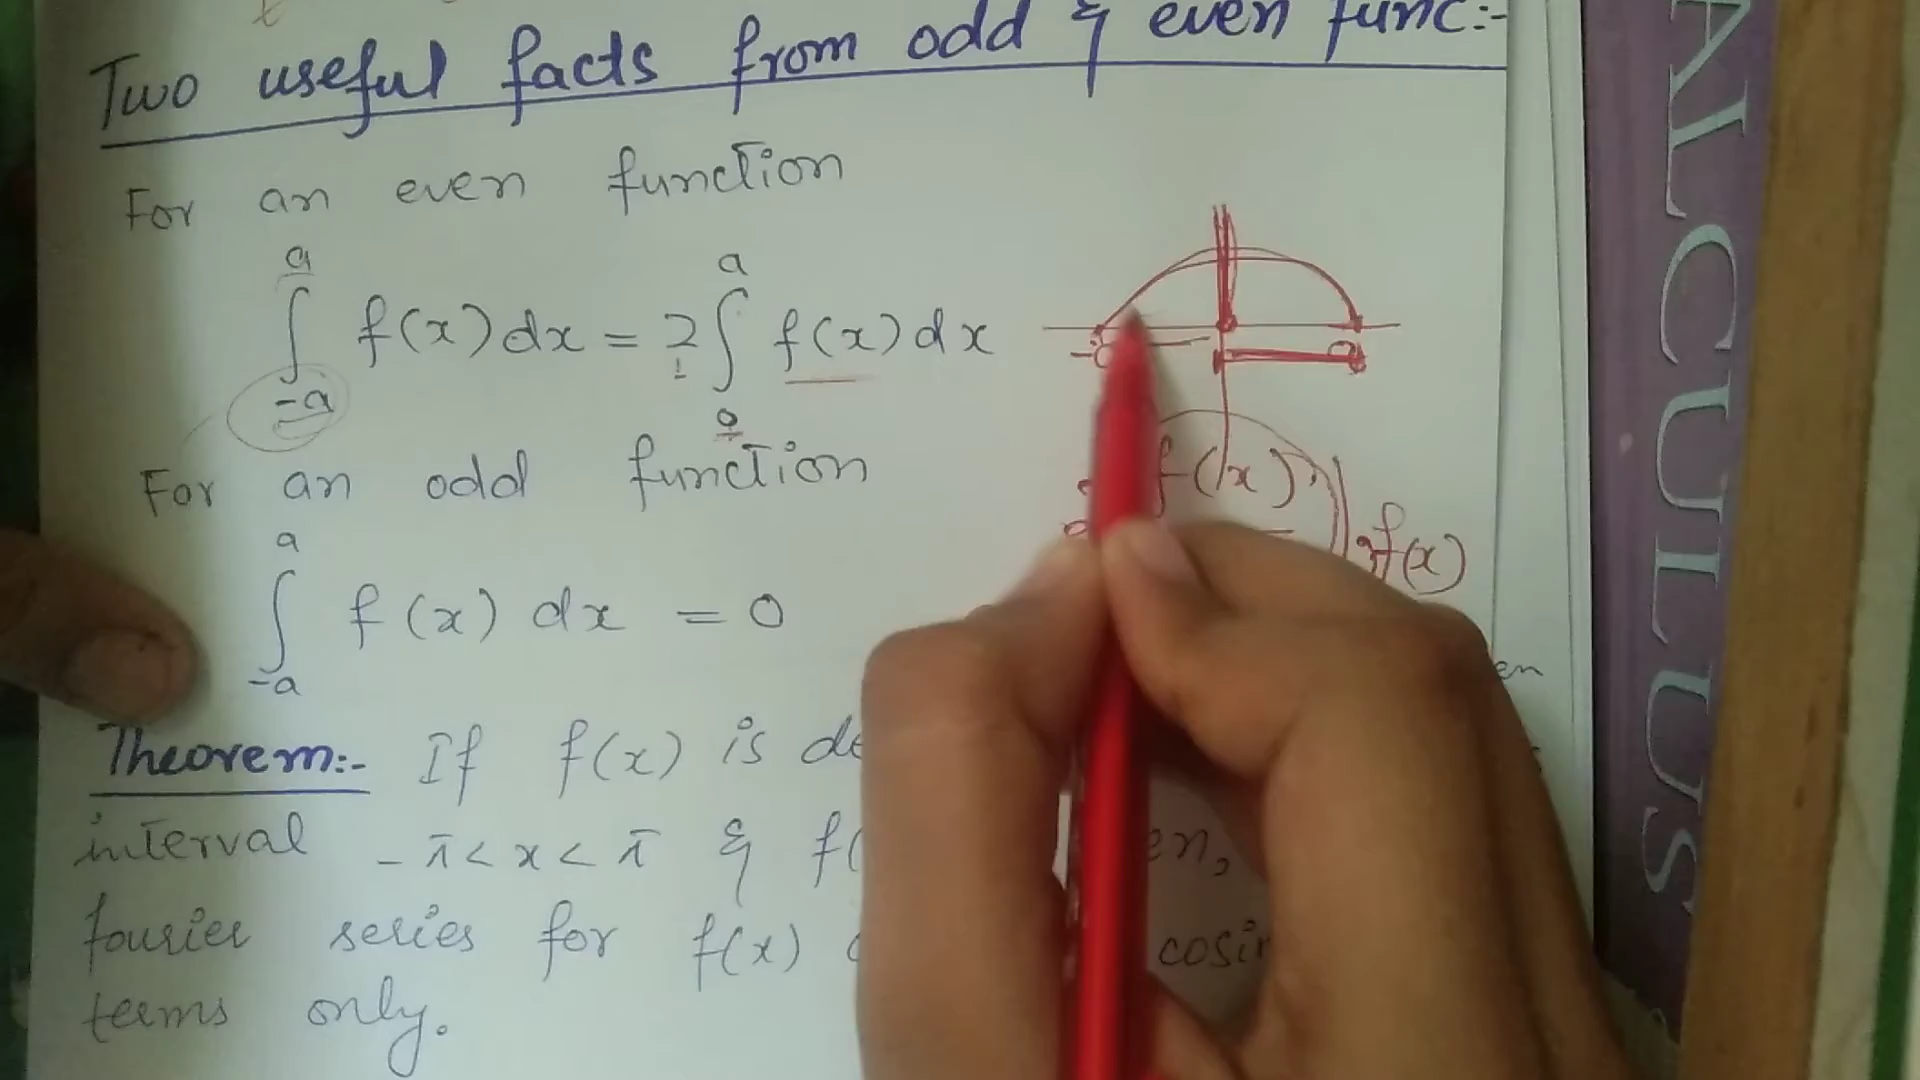 Two useful facts from odd & even func:-
For an even function
∫_{-a}^{a} f(x) dx = 2 ∫_{0}^{a} f(x) dx
-a
For an odd function
f(x)
f(x)
∫_{-a}^{a} f(x) dx = 0
Theorem:- If f(x) is
interval -π < x < π &
fourier series for f(x)
terms only.
ALCULUS